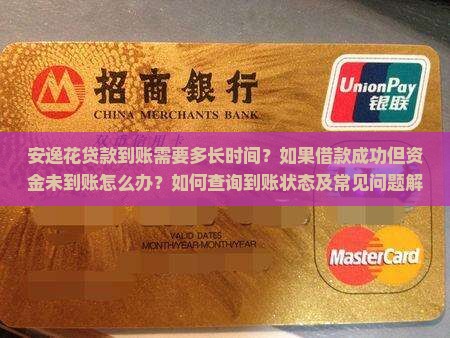 招商銀行
CHINA MERCHANTS BANK
UnionPay
银联
安逸花贷款到账需要多长时间？如果借款成功但资
金未到账怎么办？如何查询到账状态及常见问题解
VALID DATES
MONTH/YEAR-MONTH/YEAR
MasterCard